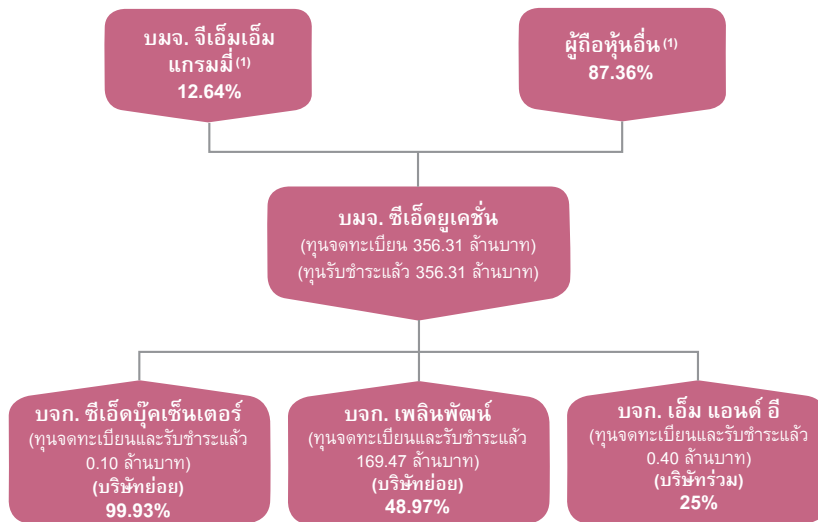 บมจ. จีเอ็มเอ็ม
แกรมมี่ (1)
12.64%
ผู้ถือหุ้นอื่น (1)
87.36%
บมจ. ซีเอ็ดยูเคชั่น
(ทุนจดทะเบียน 356.31 ล้านบาท)
(ทุนรับชำระแล้ว 356.31 ล้านบาท)
บจก. ซีเอ็ดบุ๊คเซ็นเตอร์
(ทุนจดทะเบียนและรับชำระแล้ว
0.10 ล้านบาท)
(บริษัทย่อย)
99.93%
บจก. เพลินพัฒน์
(ทุนจดทะเบียนและรับชำระแล้ว
169.47 ล้านบาท)
(บริษัทย่อย)
48.97%
บจก. เอ็ม แอนด์ อี
(ทุนจดทะเบียนและรับชำระแล้ว
0.40 ล้านบาท)
(บริษัทร่วม)
25%